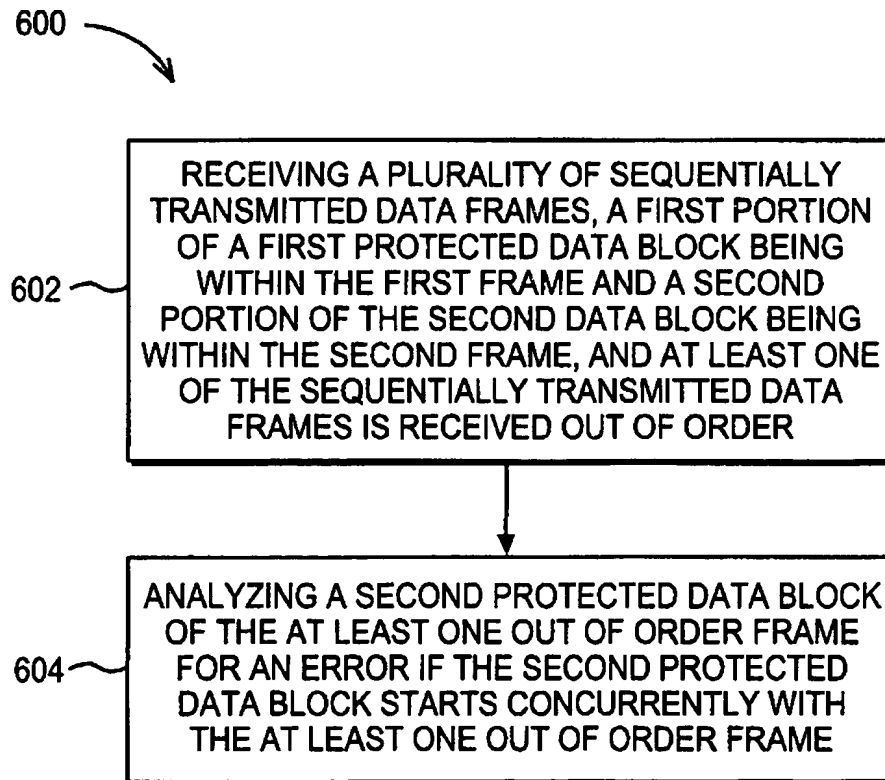 600
RECEIVING A PLURALITY OF SEQUENTIALLY
TRANSMITTED DATA FRAMES, A FIRST PORTION
OF A FIRST PROTECTED DATA BLOCK BEING
WITHIN THE FIRST FRAME AND A SECOND
602
PORTION OF THE SECOND DATA BLOCK BEING
WITHIN THE SECOND FRAME, AND AT LEAST ONE
OF THE SEQUENTIALLY TRANSMITTED DATA
FRAMES IS RECEIVED OUT OF ORDER
ANALYZING A SECOND PROTECTED DATA BLOCK
OF THE AT LEAST ONE OUT OF ORDER FRAME
604
FOR AN ERROR IF THE SECOND PROTECTED
DATA BLOCK STARTS CONCURRENTLY WITH
THE AT LEAST ONE OUT OF ORDER FRAME